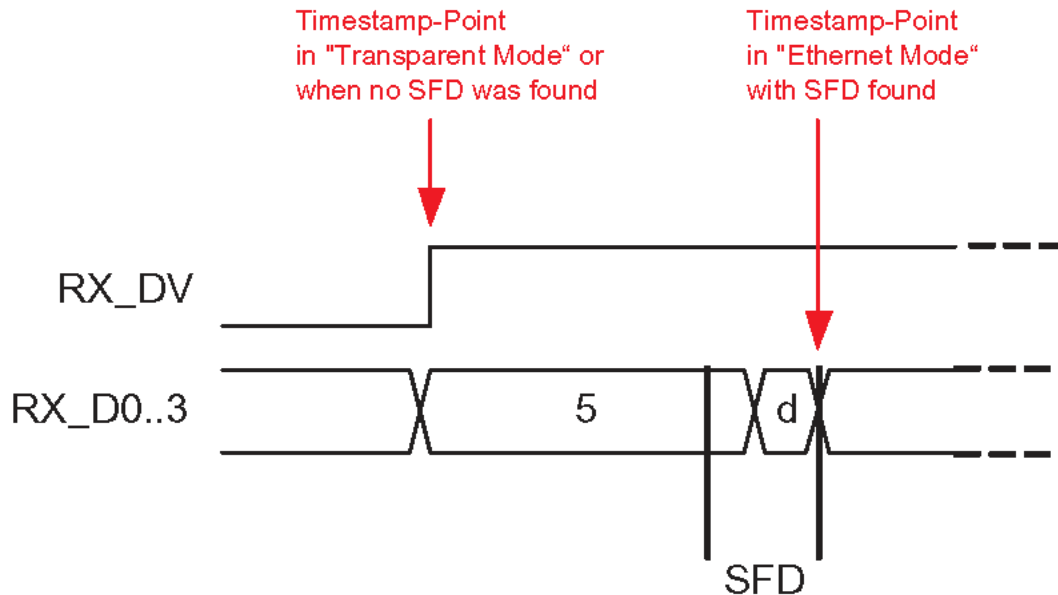 Timestamp-Point
in "Transparent Mode“ or
when no SFD was found
Timestamp-Point
in "Ethernet Mode“
with SFD found
RX_DV
RX_D0..3
5
d
SFD